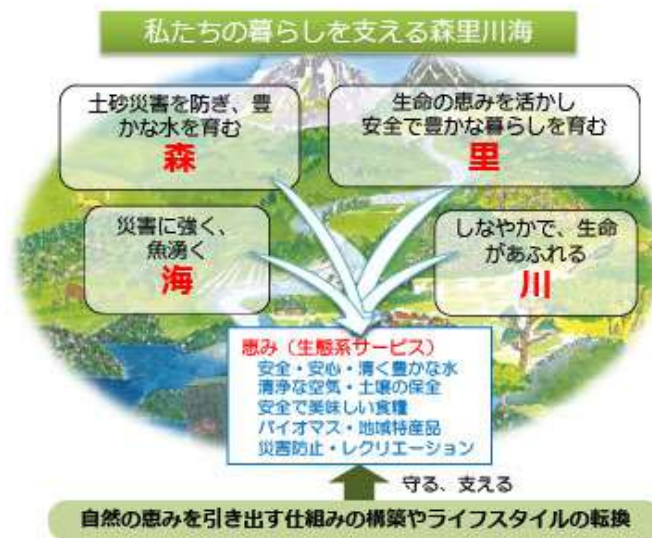 私たちの暮らしを支える森里川海
土砂災害を防ぎ、豊
かな水を育む
森
生命の恵みを活かし
安全で豊かな暮らしを育む
里
災害に強く、
魚湧く
海
しなやかで、生命
があふれる
川
恵み（生態系サービス）
安全・安心・清く豊かな水
清浄な空気・土壌の保全
安全で美味しい食糧
バイオマス・地域特産品
災害防止・レクリエーション
守る、支える
自然の恵みを引き出す仕組みの構築やライフスタイルの転換